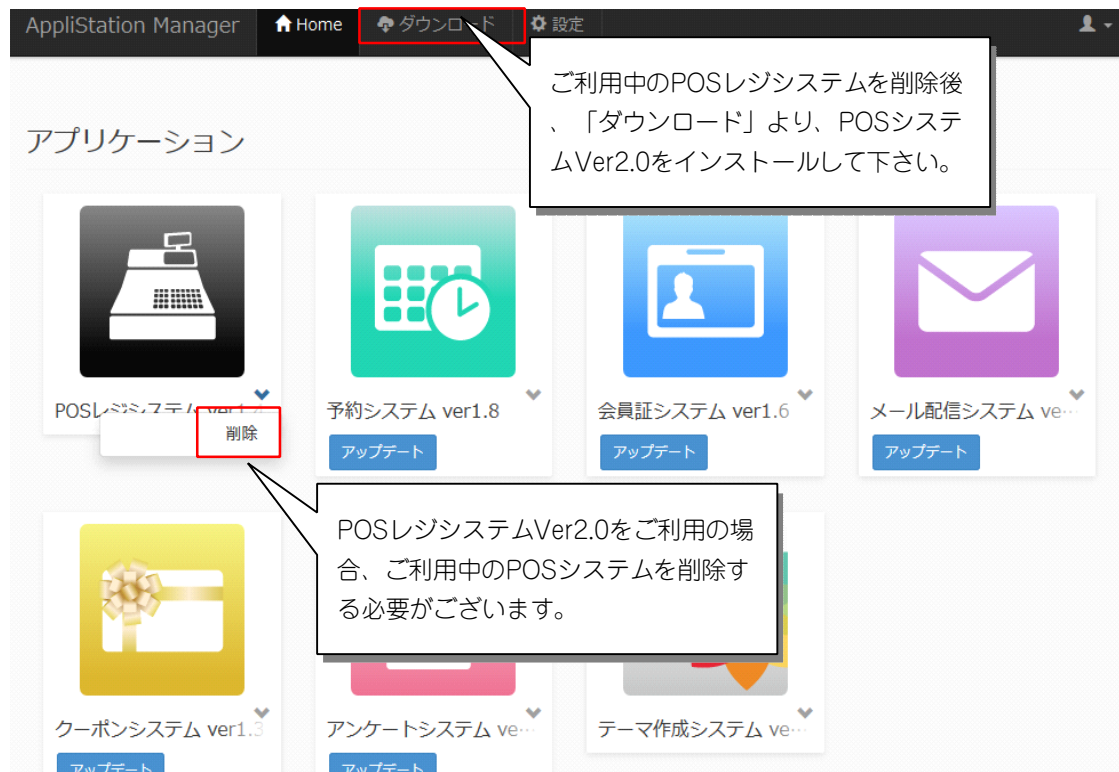 AppliStation Manager Home ダウンロード 設定
ご利用中のPOSレジシステムを削除後
、「ダウンロード」より、POSシステ
ムVer2.0をインストールして下さい。
アプリケーション
POSレジシステム
予約システム ver1.8
会員証システム ver1.6
メール配信システム ve…
削除
アップデート
アップデート
アップデート
POSレジシステムVer2.0をご利用の場
合、ご利用中のPOSシステムを削除す
る必要がございます。
クーポンシステム ver1.3
アンケートシステム ve…
テーマ作成システム ve…
アップデート
アップデート